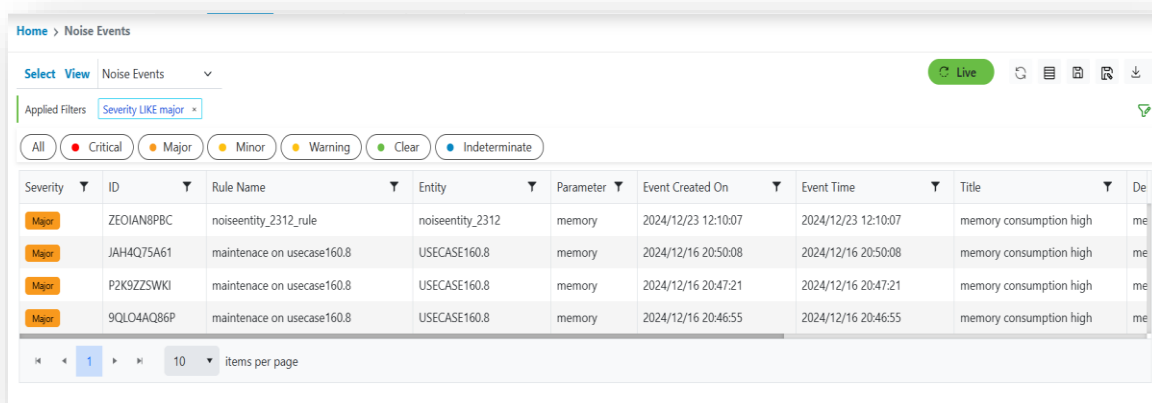 Home > Noise Events
Select View Noise Events Live
Applied Filters Severity LIKE major ×
All Critical Major Minor Warning Clear Indeterminate
Severity ID Rule Name Entity Parameter Event Created On Event Time Title De
Major ZEOIAN8PBC noiseentity_2312_rule noiseentity_2312 memory 2024/12/23 12:10:07 2024/12/23 12:10:07 memory consumption high me
Major JAH4Q75A61 maintenace on usecase160.8 USECASE160.8 memory 2024/12/16 20:50:08 2024/12/16 20:50:08 memory consumption high me
Major P2K9ZZSWKI maintenace on usecase160.8 USECASE160.8 memory 2024/12/16 20:47:21 2024/12/16 20:47:21 memory consumption high me
Major 9QLO4AQ86P maintenace on usecase160.8 USECASE160.8 memory 2024/12/16 20:46:55 2024/12/16 20:46:55 memory consumption high me
1 10 items per page